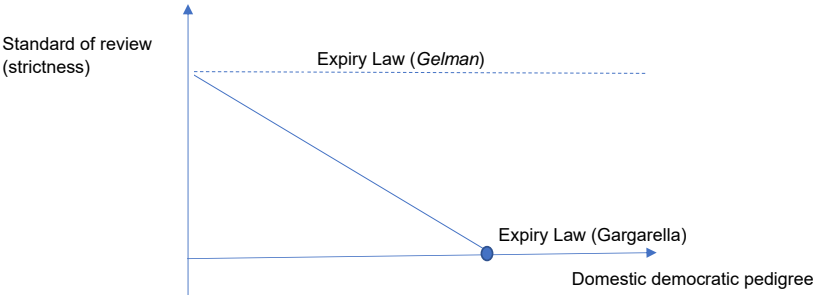 Standard of review
(strictness)
Expiry Law (Gelman)
Expiry Law (Gargarella)
Domestic democratic pedigree